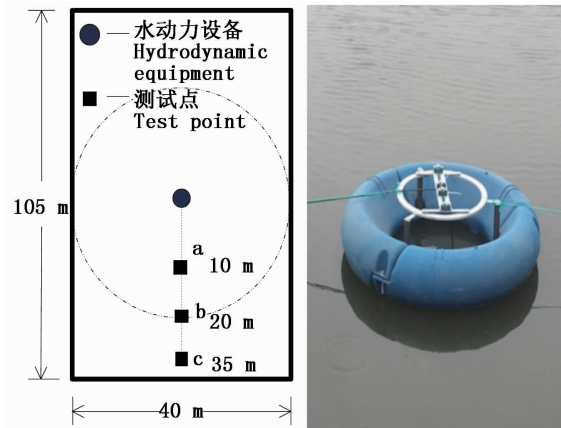 水动力设备
Hydrodynamic
equipment
测试点
Test point
105 m
a
10 m
b
20 m
c
35 m
40 m